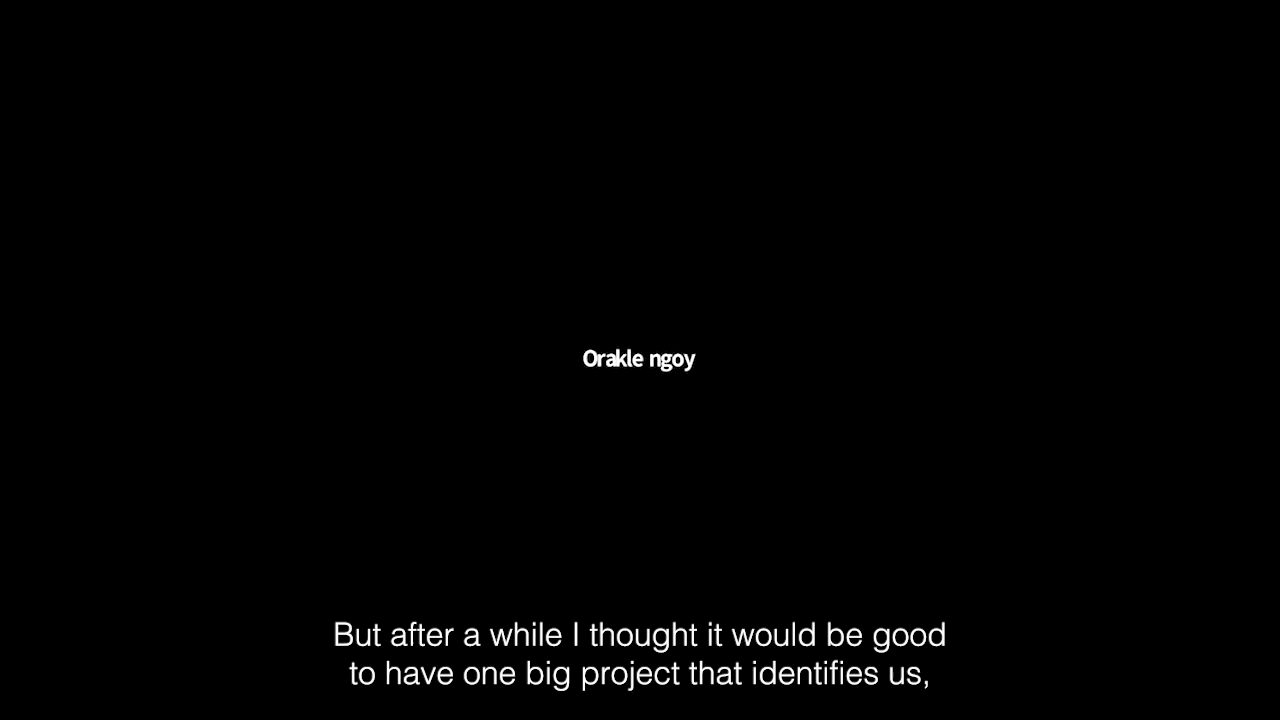 Orakle ngoy
But after a while I thought it would be good
to have one big project that identifies us,